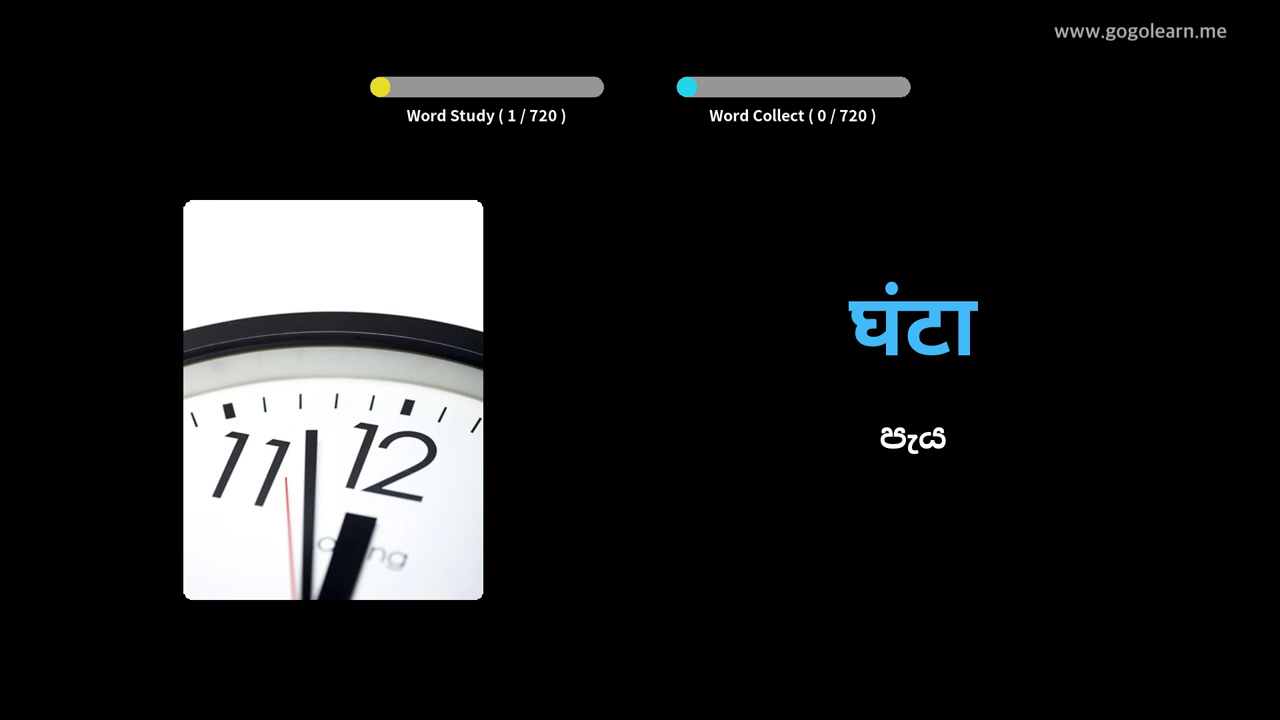 www.gogolearn.me
Word Study ( 1 / 720 )
Word Collect ( 0 / 720 )
घंटा
පැය
11 12